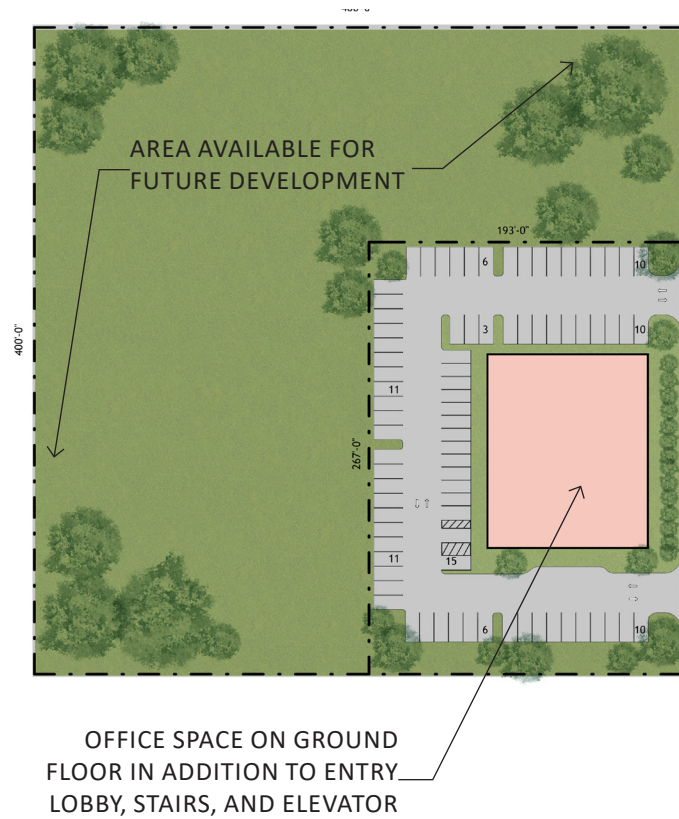 AREA AVAILABLE FOR
FUTURE DEVELOPMENT
193'-0"
6
10
3
10
400'-0"
11
267'-0"
11
15
6
10
OFFICE SPACE ON GROUND
FLOOR IN ADDITION TO ENTRY
LOBBY, STAIRS, AND ELEVATOR